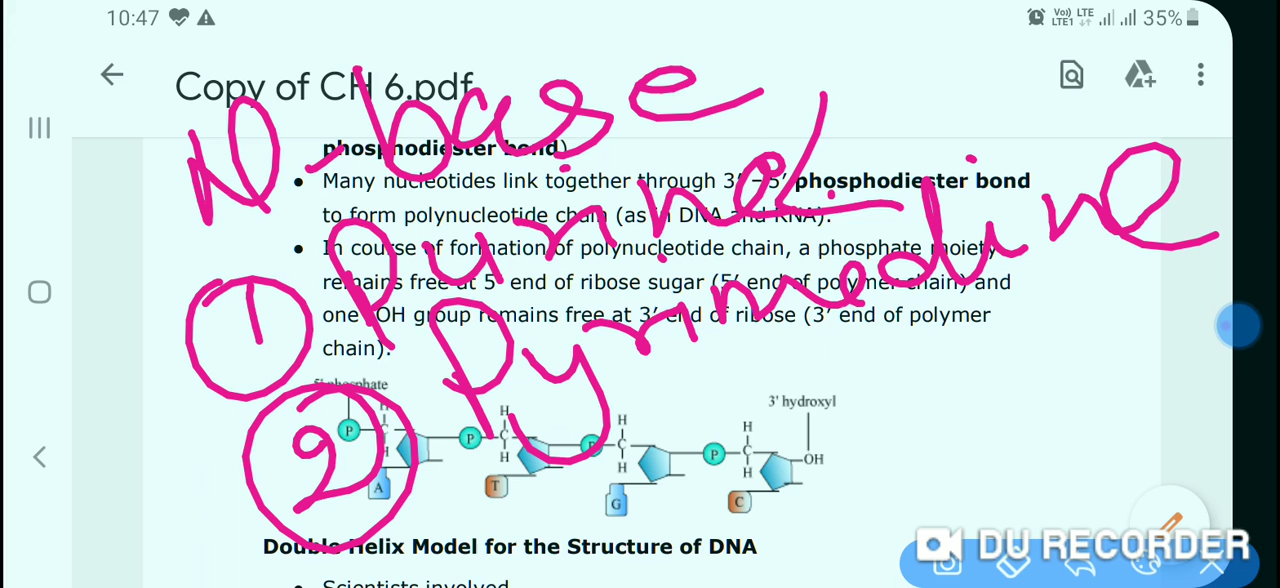 10:47 Vo)) LTE LTE1 35%
Copy of CH 6.pdf
N-base
phosphodiester bond)
Many nucleotides link together through 3′ –5′ phosphodiester bond
to form polynucleotide chain (as in DNA and RNA).
In course of formation of polynucleotide chain, a phosphate moiety
remains free at 5′ end of ribose sugar (5′ end of polymer chain) and
one –OH group remains free at 3′ end of ribose (3′ end of polymer
chain).
1 Purine
2 Pyrimedine
5' phosphate
3' hydroxyl
H H H H
P C P C P C P C
H H H H OH
A T G C
Double Helix Model for the Structure of DNA
Scientists involved
DU RECORDER